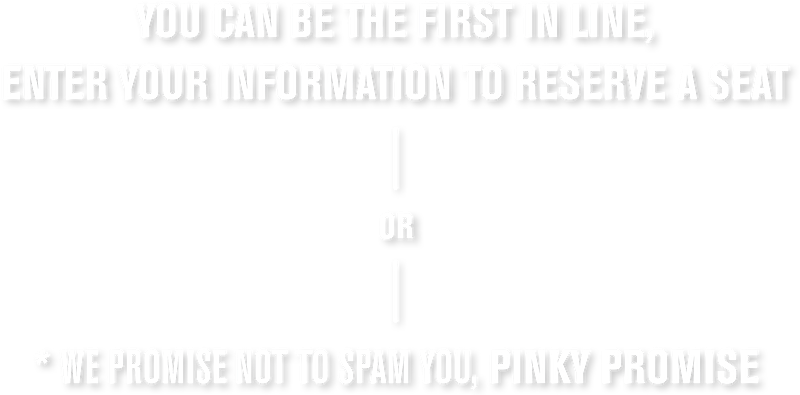 YOU CAN BE THE FIRST IN LINE,
ENTER YOUR INFORMATION TO RESERVE A SEAT
OR
* WE PROMISE NOT TO SPAM YOU, PINKY PROMISE